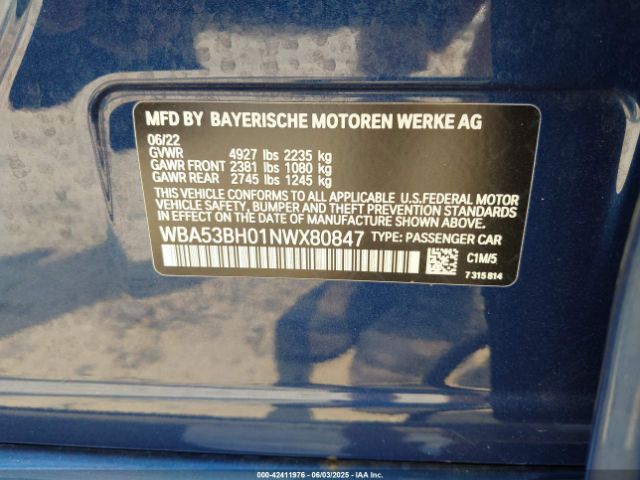 MFD BY BAYERISCHE MOTOREN WERKE AG
06/22
GVWR 4927 lbs 2235 kg
GAWR FRONT 2381 lbs 1080 kg
GAWR REAR 2745 lbs 1245 kg
THIS VEHICLE CONFORMS TO ALL APPLICABLE U.S.FEDERAL MOTOR
VEHICLE SAFETY, BUMPER, AND THEFT PREVENTION STANDARDS
IN EFFECT ON THE DATE OF MANUFACTURE SHOWN ABOVE.
WBA53BH01NWX80847 TYPE: PASSENGER CAR
C1M/5
7315814
000-42411976 - 06/03/2025 - IAA Inc.